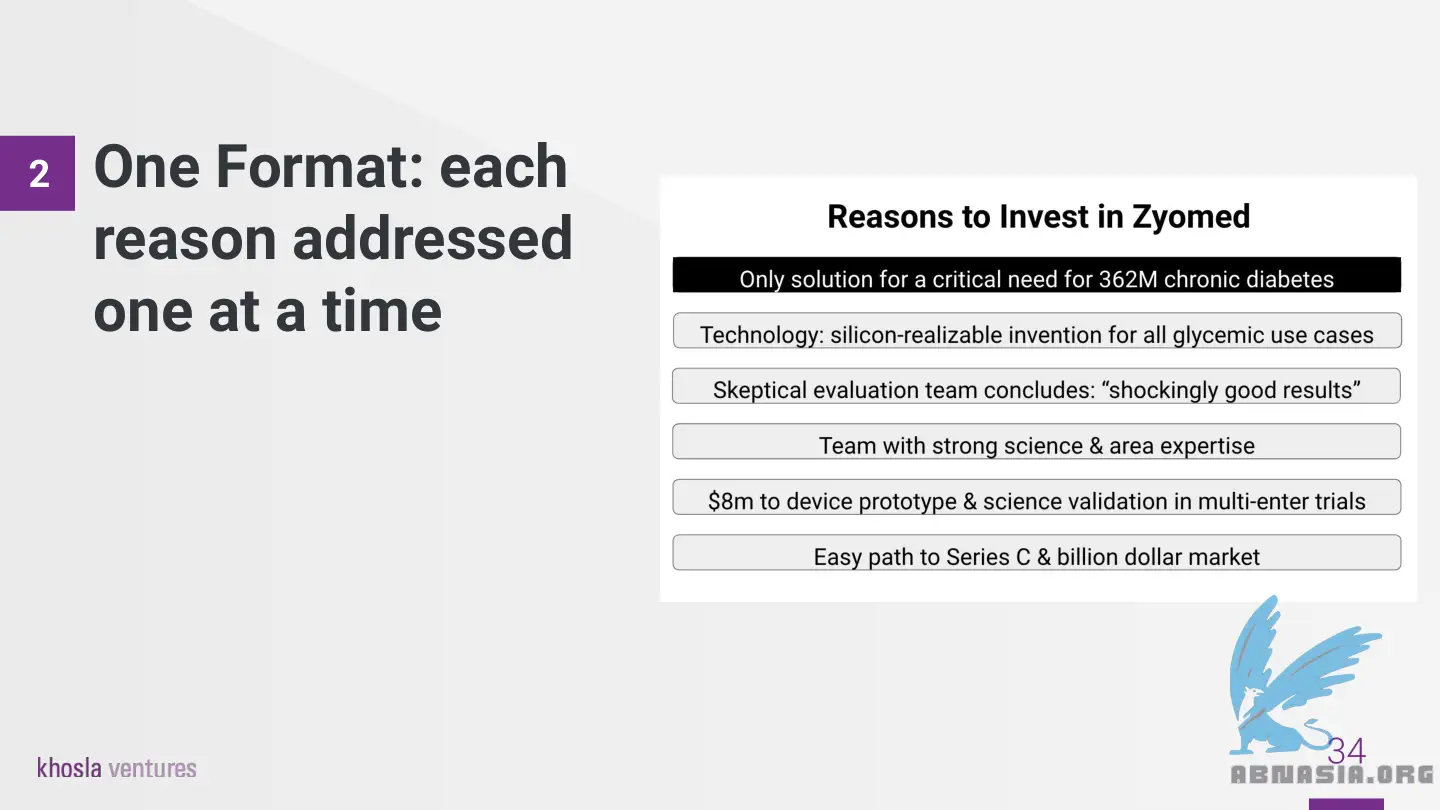 2
One Format: each
reason addressed
one at a time
Reasons to Invest in Zyomed
Only solution for a critical need for 362M chronic diabetes
Technology: silicon-realizable invention for all glycemic use cases
Skeptical evaluation team concludes: “shockingly good results”
Team with strong science & area expertise
$8m to device prototype & science validation in multi-enter trials
Easy path to Series C & billion dollar market
khosla ventures
34
ABNASIA.ORG